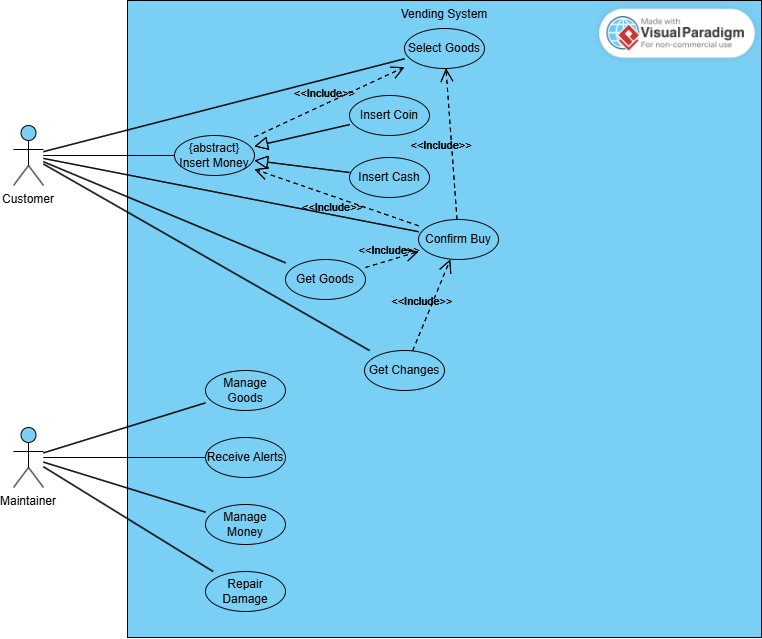 Vending System
Made with
VisualParadigm
For non-commercial use
Select Goods
<<Include>>
Insert Coin
{abstract}
Insert Money
<<Include>>
Insert Cash
Customer
<<Include>>
Confirm Buy
<<Include>>
Get Goods
<<Include>>
Get Changes
Manage
Goods
Receive Alerts
Maintainer
Manage
Money
Repair
Damage